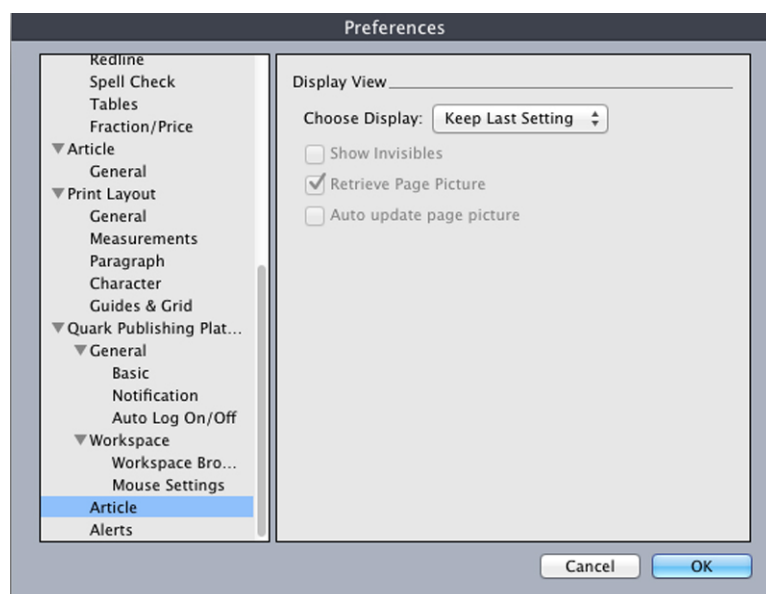 Preferences
Redline
Spell Check
Tables
Fraction/Price
Article
General
Print Layout
General
Measurements
Paragraph
Character
Guides & Grid
Quark Publishing Plat...
General
Basic
Notification
Auto Log On/Off
Workspace
Workspace Bro...
Mouse Settings
Article
Alerts
Display View
Choose Display: Keep Last Setting
Show Invisibles
Retrieve Page Picture
Auto update page picture
Cancel OK